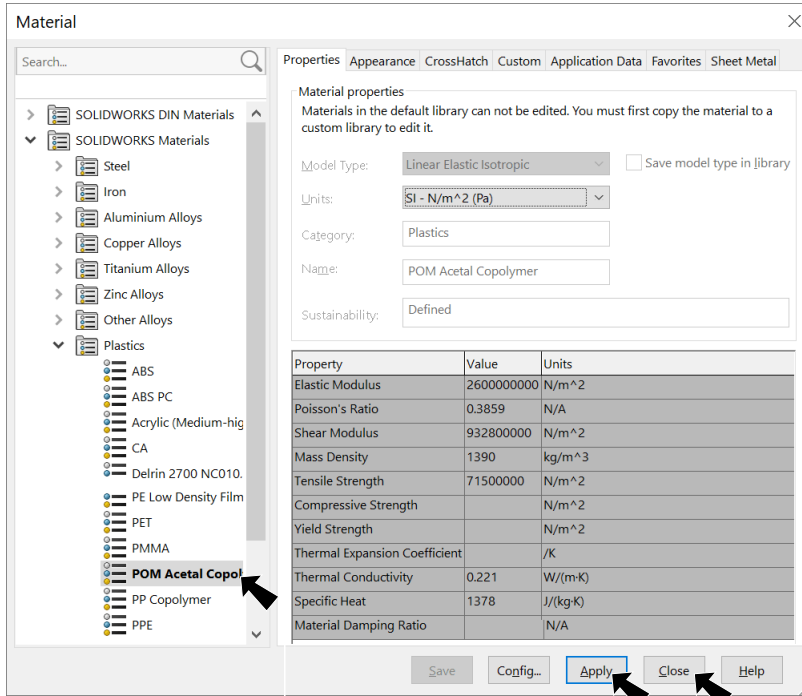 Material
Search...
SOLIDWORKS DIN Materials
SOLIDWORKS Materials
Steel
Iron
Aluminium Alloys
Copper Alloys
Titanium Alloys
Zinc Alloys
Other Alloys
Plastics
ABS
ABS PC
Acrylic (Medium-hig
CA
Delrin 2700 NC010.
PE Low Density Film
PET
PMMA
POM Acetal Copol
PP Copolymer
PPE
Properties Appearance CrossHatch Custom Application Data Favorites Sheet Metal
Material properties
Materials in the default library can not be edited. You must first copy the material to a
custom library to edit it.
Model Type: Linear Elastic Isotropic Save model type in library
Units: SI - N/m^2 (Pa)
Category: Plastics
Name: POM Acetal Copolymer
Sustainability: Defined
Property Value Units
Elastic Modulus 2600000000 N/m^2
Poisson's Ratio 0.3859 N/A
Shear Modulus 932800000 N/m^2
Mass Density 1390 kg/m^3
Tensile Strength 71500000 N/m^2
Compressive Strength N/m^2
Yield Strength N/m^2
Thermal Expansion Coefficient /K
Thermal Conductivity 0.221 W/(m·K)
Specific Heat 1378 J/(kg·K)
Material Damping Ratio N/A
Save Config... Apply Close Help